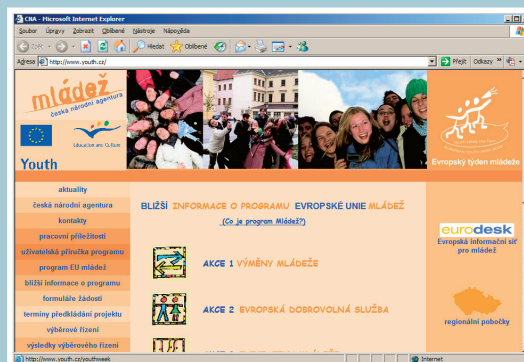 CNA - Microsoft Internet Explorer
Soubor Úpravy Zobrazit Oblíbené Nástroje Nápověda
Zpět Hledat Oblíbené
Adresa http://www.youth.cz/ Přejít Odkazy
mládež
česká národní agentura
Education and Culture
Youth
Evropský týden mládeže
aktuality
česká národní agentura
kontakty
pracovní příležitosti
uživatelská příručka programu
program EU mládež
bližší informace o programu
formuláře žádostí
termíny předkládání projektu
výběrové řízení
výsledky výběrového řízení
BLIŽŠÍ INFORMACE O PROGRAMU EVROPSKÉ UNIE MLÁDEŽ
(Co je program Mládež?)
AKCE 1 VÝMĚNY MLÁDEŽE
AKCE 2 EVROPSKÁ DOBROVOLNÁ SLUŽBA
eurodesk
Evropská informační síť
pro mládež
regionální pobočky
http://www.youth.cz/youthweek Internet